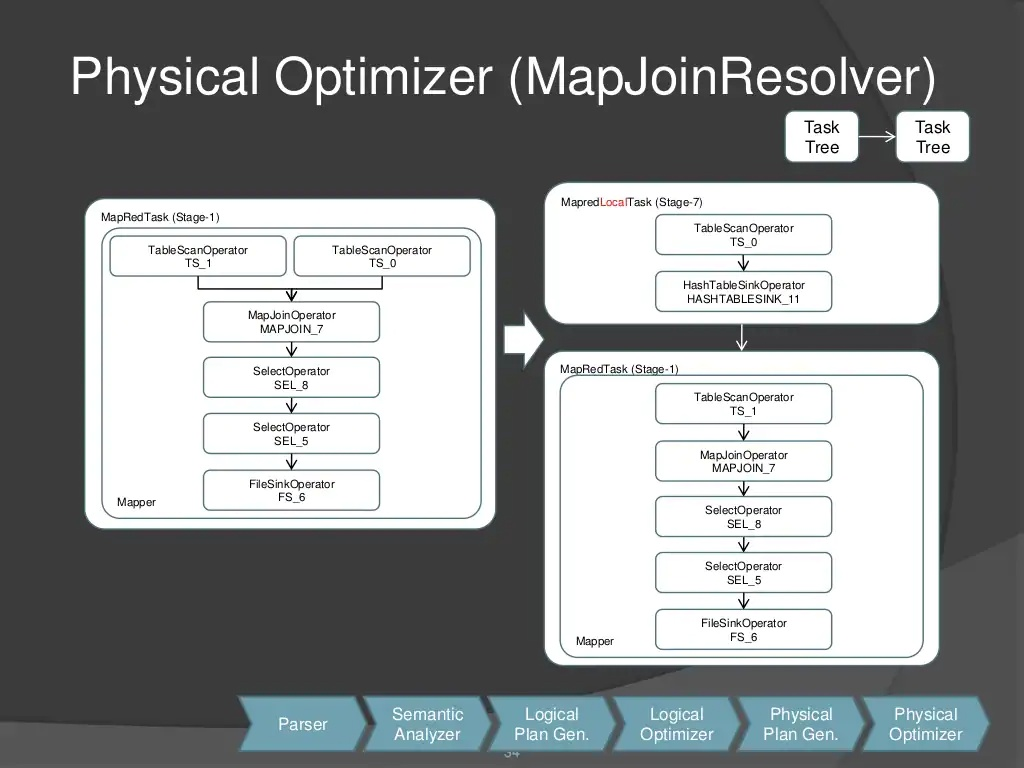 Physical Optimizer (MapJoinResolver)
Task
Tree
Task
Tree
MapRedTask (Stage-1)
TableScanOperator
TS_1
TableScanOperator
TS_0
MapJoinOperator
MAPJOIN_7
SelectOperator
SEL_8
SelectOperator
SEL_5
FileSinkOperator
FS_6
Mapper
MapredLocalTask (Stage-7)
TableScanOperator
TS_0
HashTableSinkOperator
HASHTABLESINK_11
MapRedTask (Stage-1)
TableScanOperator
TS_1
MapJoinOperator
MAPJOIN_7
SelectOperator
SEL_8
SelectOperator
SEL_5
FileSinkOperator
FS_6
Mapper
Parser
Semantic
Analyzer
Logical
Plan Gen.
Logical
Optimizer
Physical
Plan Gen.
Physical
Optimizer
34